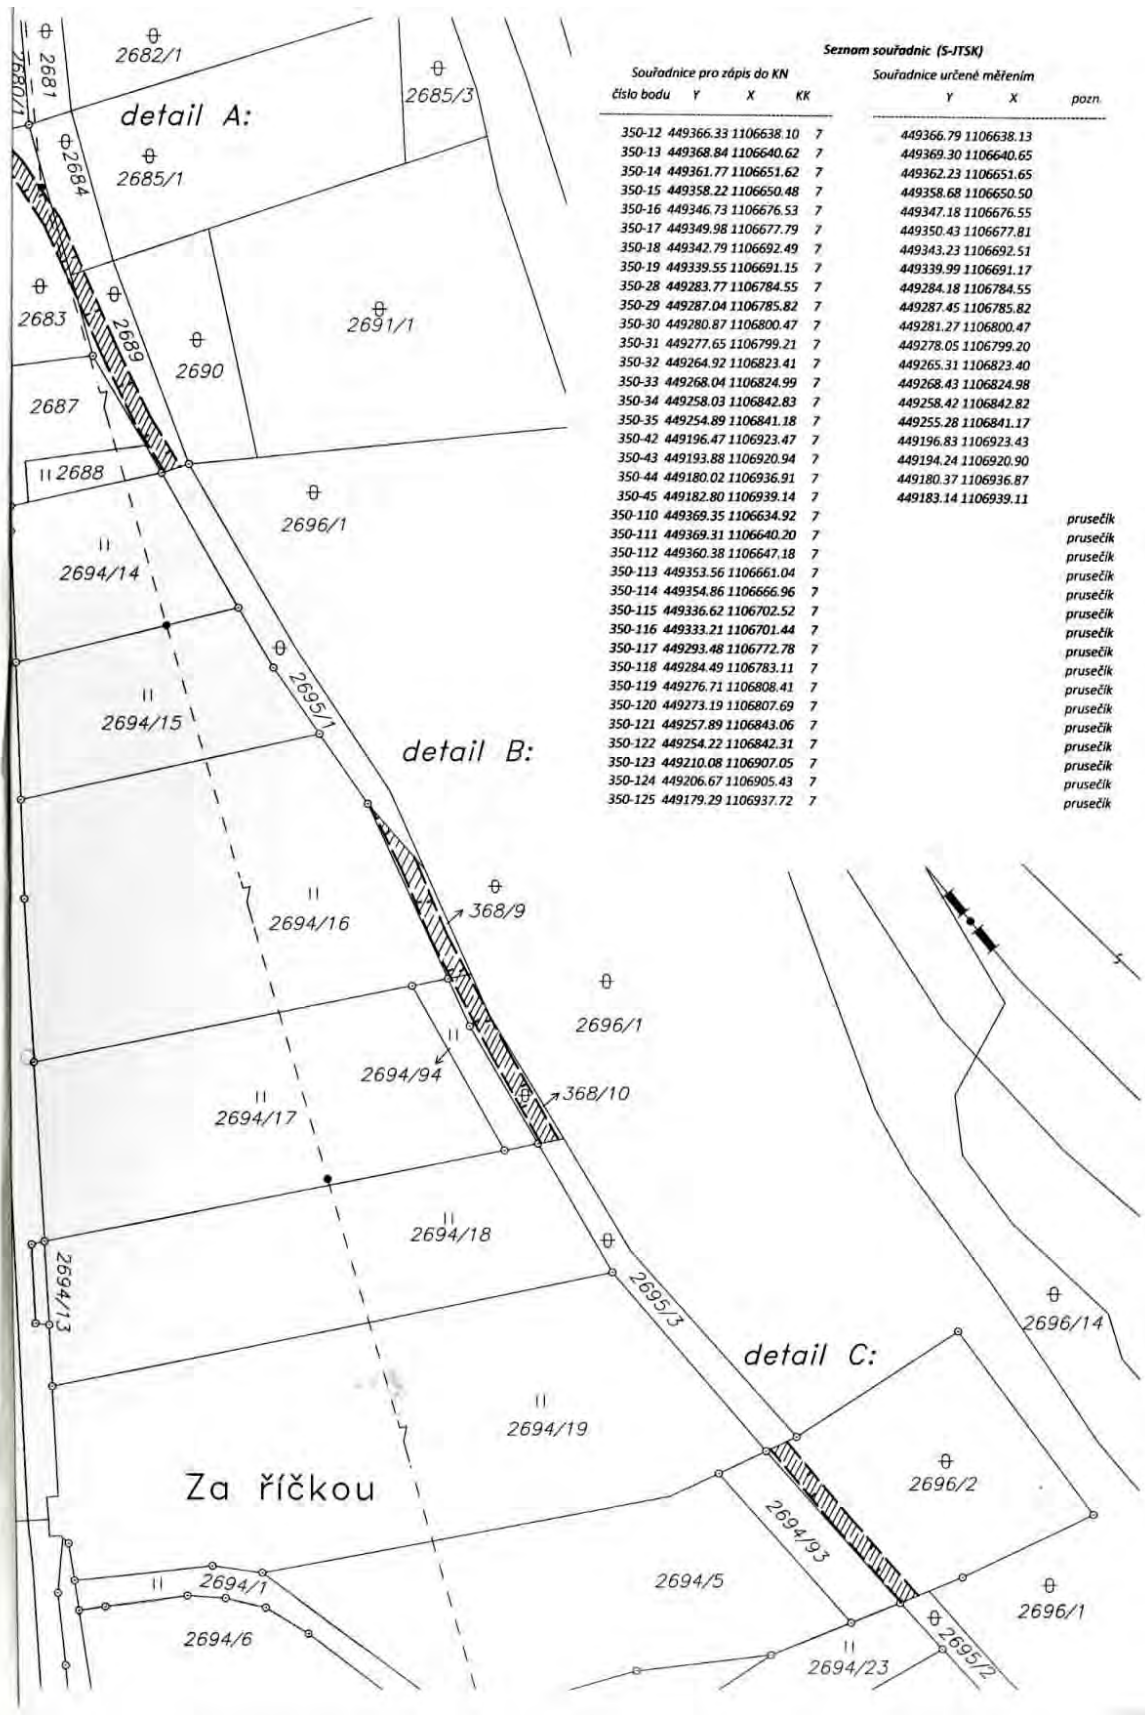 2682/1
2681
2680/1
detail A:
2685/3
2684
2685/1
2683
2689
2691/1
2690
2687
2688
2696/1
2694/14
2695/1
2694/15
detail B:
2694/16
368/9
2696/1
2694/94
368/10
2694/17
2694/18
2694/13
2695/3
2696/14
detail C:
2694/19
2696/2
Za říčkou
2694/93
2694/1
2694/5
2696/1
2694/6
2694/23
2695/2
Seznam souřadnic (S-JTSK)
Souřadnice pro zápis do KN Souřadnice určené měřením
číslo bodu Y X KK Y X pozn.
350-12 449366.33 1106638.10 7 449366.79 1106638.13
350-13 449368.84 1106640.62 7 449369.30 1106640.65
350-14 449361.77 1106651.62 7 449362.23 1106651.65
350-15 449358.22 1106650.48 7 449358.68 1106650.50
350-16 449346.73 1106676.53 7 449347.18 1106676.55
350-17 449349.98 1106677.79 7 449350.43 1106677.81
350-18 449342.79 1106692.49 7 449343.23 1106692.51
350-19 449339.55 1106691.15 7 449339.99 1106691.17
350-28 449283.77 1106784.55 7 449284.18 1106784.55
350-29 449287.04 1106785.82 7 449287.45 1106785.82
350-30 449280.87 1106800.47 7 449281.27 1106800.47
350-31 449277.65 1106799.21 7 449278.05 1106799.20
350-32 449264.92 1106823.41 7 449265.31 1106823.40
350-33 449268.04 1106824.99 7 449268.43 1106824.98
350-34 449258.03 1106842.83 7 449258.42 1106842.82
350-35 449254.89 1106841.18 7 449255.28 1106841.17
350-42 449196.47 1106923.47 7 449196.83 1106923.43
350-43 449193.88 1106920.94 7 449194.24 1106920.90
350-44 449180.02 1106936.91 7 449180.37 1106936.87
350-45 449182.80 1106939.14 7 449183.14 1106939.11
350-110 449369.35 1106634.92 7 prusečík
350-111 449369.31 1106640.20 7 prusečík
350-112 449360.38 1106647.18 7 prusečík
350-113 449353.56 1106661.04 7 prusečík
350-114 449354.86 1106666.96 7 prusečík
350-115 449336.62 1106702.52 7 prusečík
350-116 449333.21 1106701.44 7 prusečík
350-117 449293.48 1106772.78 7 prusečík
350-118 449284.49 1106783.11 7 prusečík
350-119 449276.71 1106808.41 7 prusečík
350-120 449273.19 1106807.69 7 prusečík
350-121 449257.89 1106843.06 7 prusečík
350-122 449254.22 1106842.31 7 prusečík
350-123 449210.08 1106907.05 7 prusečík
350-124 449206.67 1106905.43 7 prusečík
350-125 449179.29 1106937.72 7 prusečík